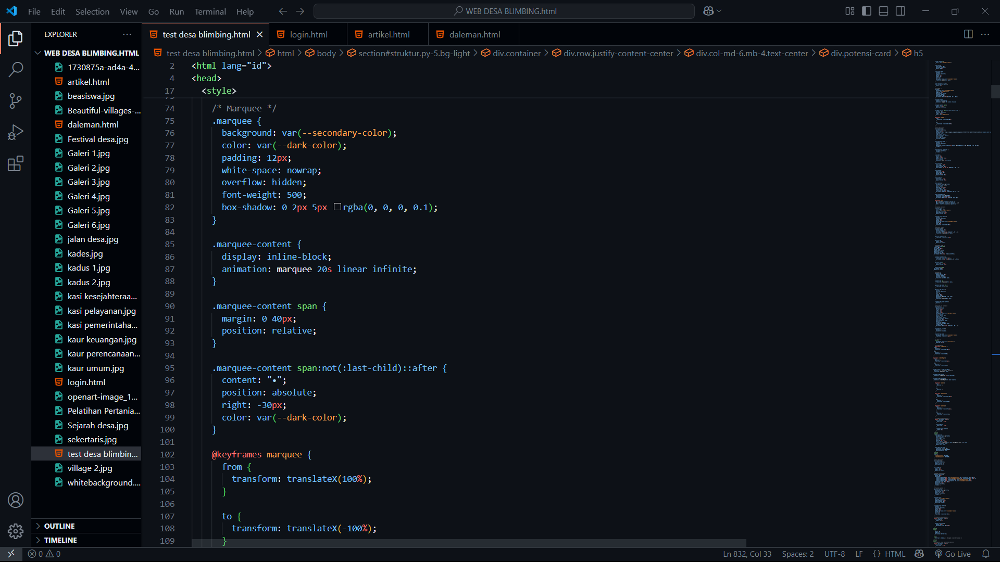 File Edit Selection View Go Run Terminal Help
WEB DESA BLIMBING.html
EXPLORER
WEB DESA BLIMBING.HTML
1730875a-ad4a-4...
artikel.html
beasiswa.jpg
Beautiful-villages-...
daleman.html
Festival desa.jpg
Galeri 1.jpg
Galeri 2.jpg
Galeri 3.jpg
Galeri 4.jpg
Galeri 5.jpg
Galeri 6.jpg
jalan desa.jpg
kades.jpg
kadus 1.jpg
kadus 2.jpg
kasi kesejahteraa...
kasi pelayanan.jpg
kasi pemerintaha...
kaur keuangan.jpg
kaur perencanaan...
kaur umum.jpg
login.html
openart-image_1...
Pelatihan Pertania...
Sejarah desa.jpg
sekertaris.jpg
test desa blimbin...
village 2.jpg
whitebackground....
OUTLINE
TIMELINE
test desa blimbing.html login.html artikel.html daleman.html
test desa blimbing.html > html > body > section#struktur.py-5.bg-light > div.container > div.row.justify-content-center > div.col-md-6.mb-4.text-center > div.potensi-card > h5
2 <html lang="id">
4 <head>
17 <style>
74 /* Marquee */
75 .marquee {
76 background: var(--secondary-color);
77 color: var(--dark-color);
78 padding: 12px;
79 white-space: nowrap;
80 overflow: hidden;
81 font-weight: 500;
82 box-shadow: 0 2px 5px rgba(0, 0, 0, 0.1);
83 }
84
85 .marquee-content {
86 display: inline-block;
87 animation: marquee 20s linear infinite;
88 }
89
90 .marquee-content span {
91 margin: 0 40px;
92 position: relative;
93 }
94
95 .marquee-content span:not(:last-child)::after {
96 content: "•";
97 position: absolute;
98 right: -30px;
99 color: var(--dark-color);
100 }
101
102 @keyframes marquee {
103 from {
104 transform: translateX(100%);
105 }
106
107 to {
108 transform: translateX(-100%);
109 }
0 0
Ln 832, Col 33 Spaces: 2 UTF-8 LF {} HTML Go Live